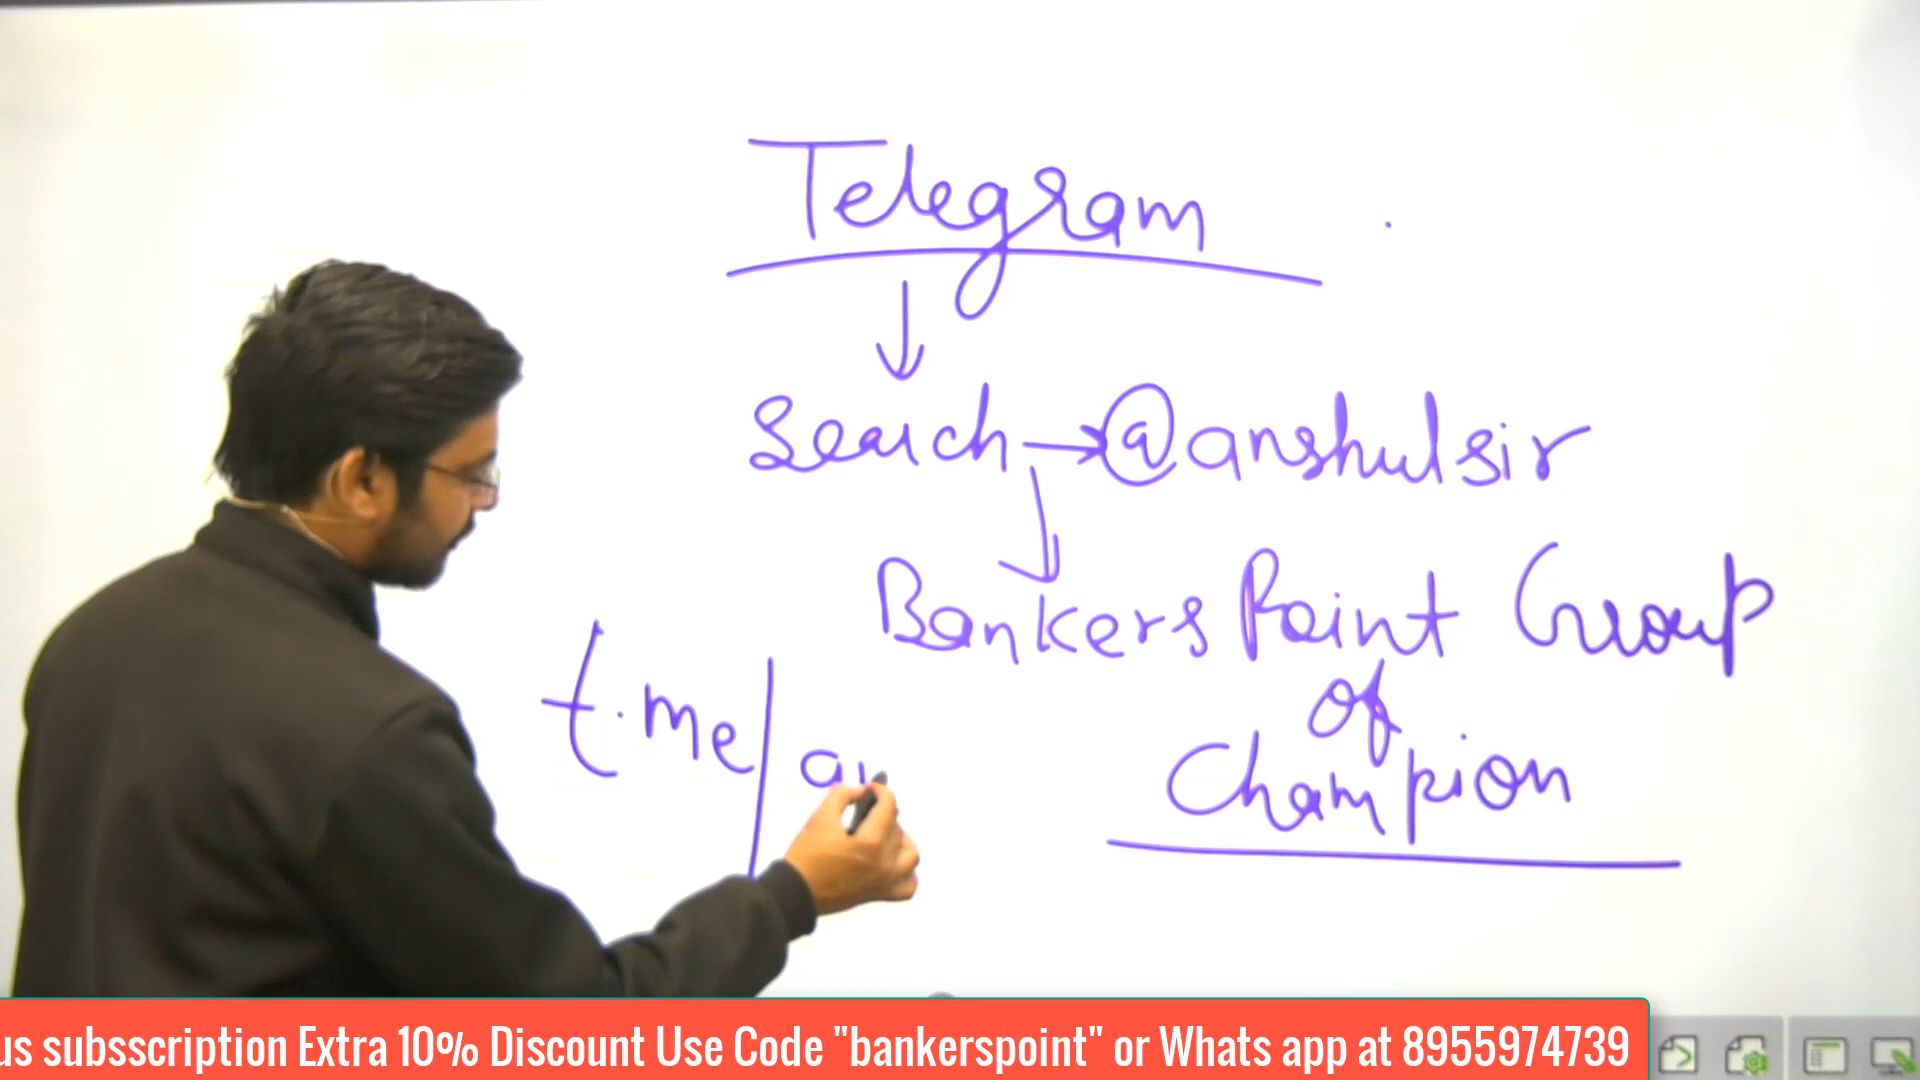 Telegram
Search → @anshulsir
Bankers Point Group
of
Champion
t.me/an
us subsscription Extra 10% Discount Use Code "bankerspoint" or Whats app at 8955974739